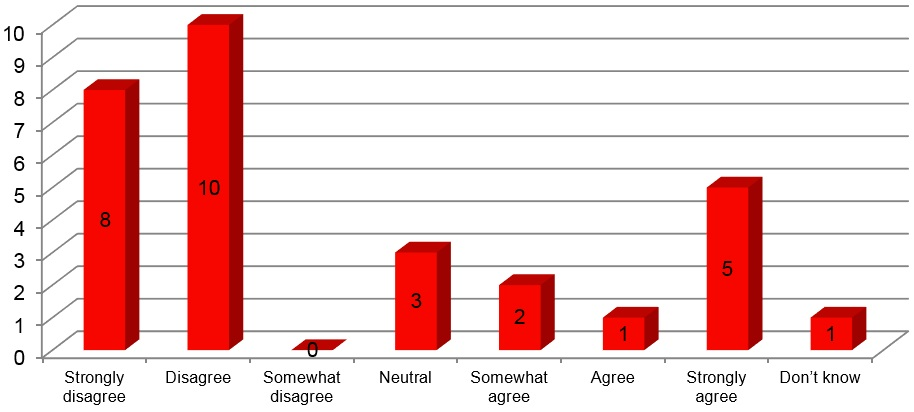 10
9
8
7
6
5
4
3
2
1
0
8
10
0
3
2
1
5
1
Strongly
disagree
Disagree
Somewhat
disagree
Neutral
Somewhat
agree
Agree
Strongly
agree
Don't know